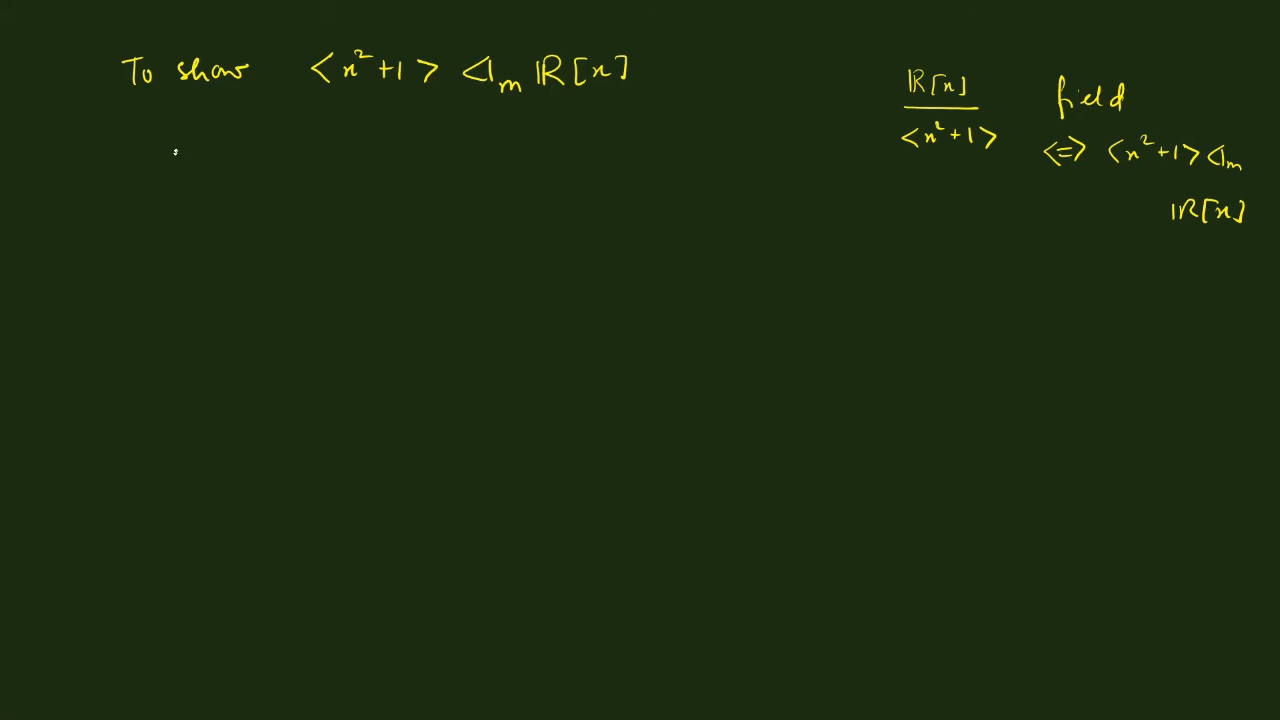 To show <x²+1> ⊲ₘ ℝ[x]
ℝ[x] / <x²+1> field
<=> <x²+1> ⊲ₘ
ℝ[x]